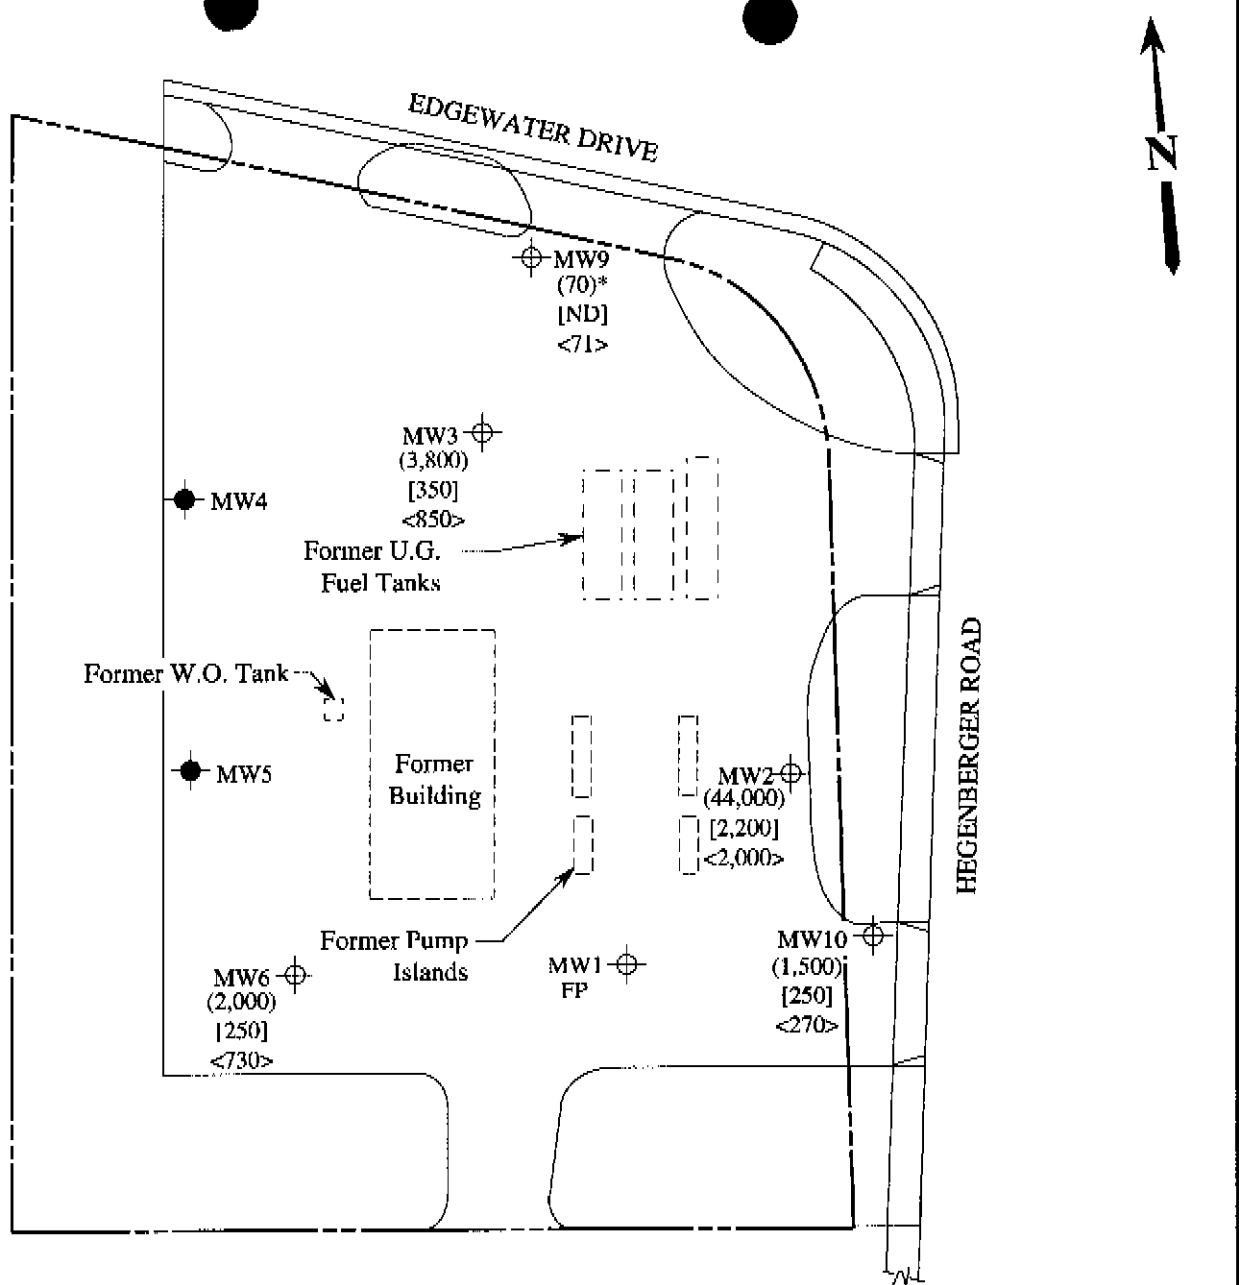 EDGEWATER DRIVE
N
MW9
(70)*
[ND]
<71>
MW3
(3,800)
[350]
<850>
MW4
Former U.G.
Fuel Tanks
HEGENBERGER ROAD
Former W.O. Tank
MW5
Former
Building
MW2
(44,000)
[2,200]
<2,000>
Former Pump
Islands
MW10
(1,500)
[250]
<270>
MW1
FP
MW6
(2,000)
[250]
<730>